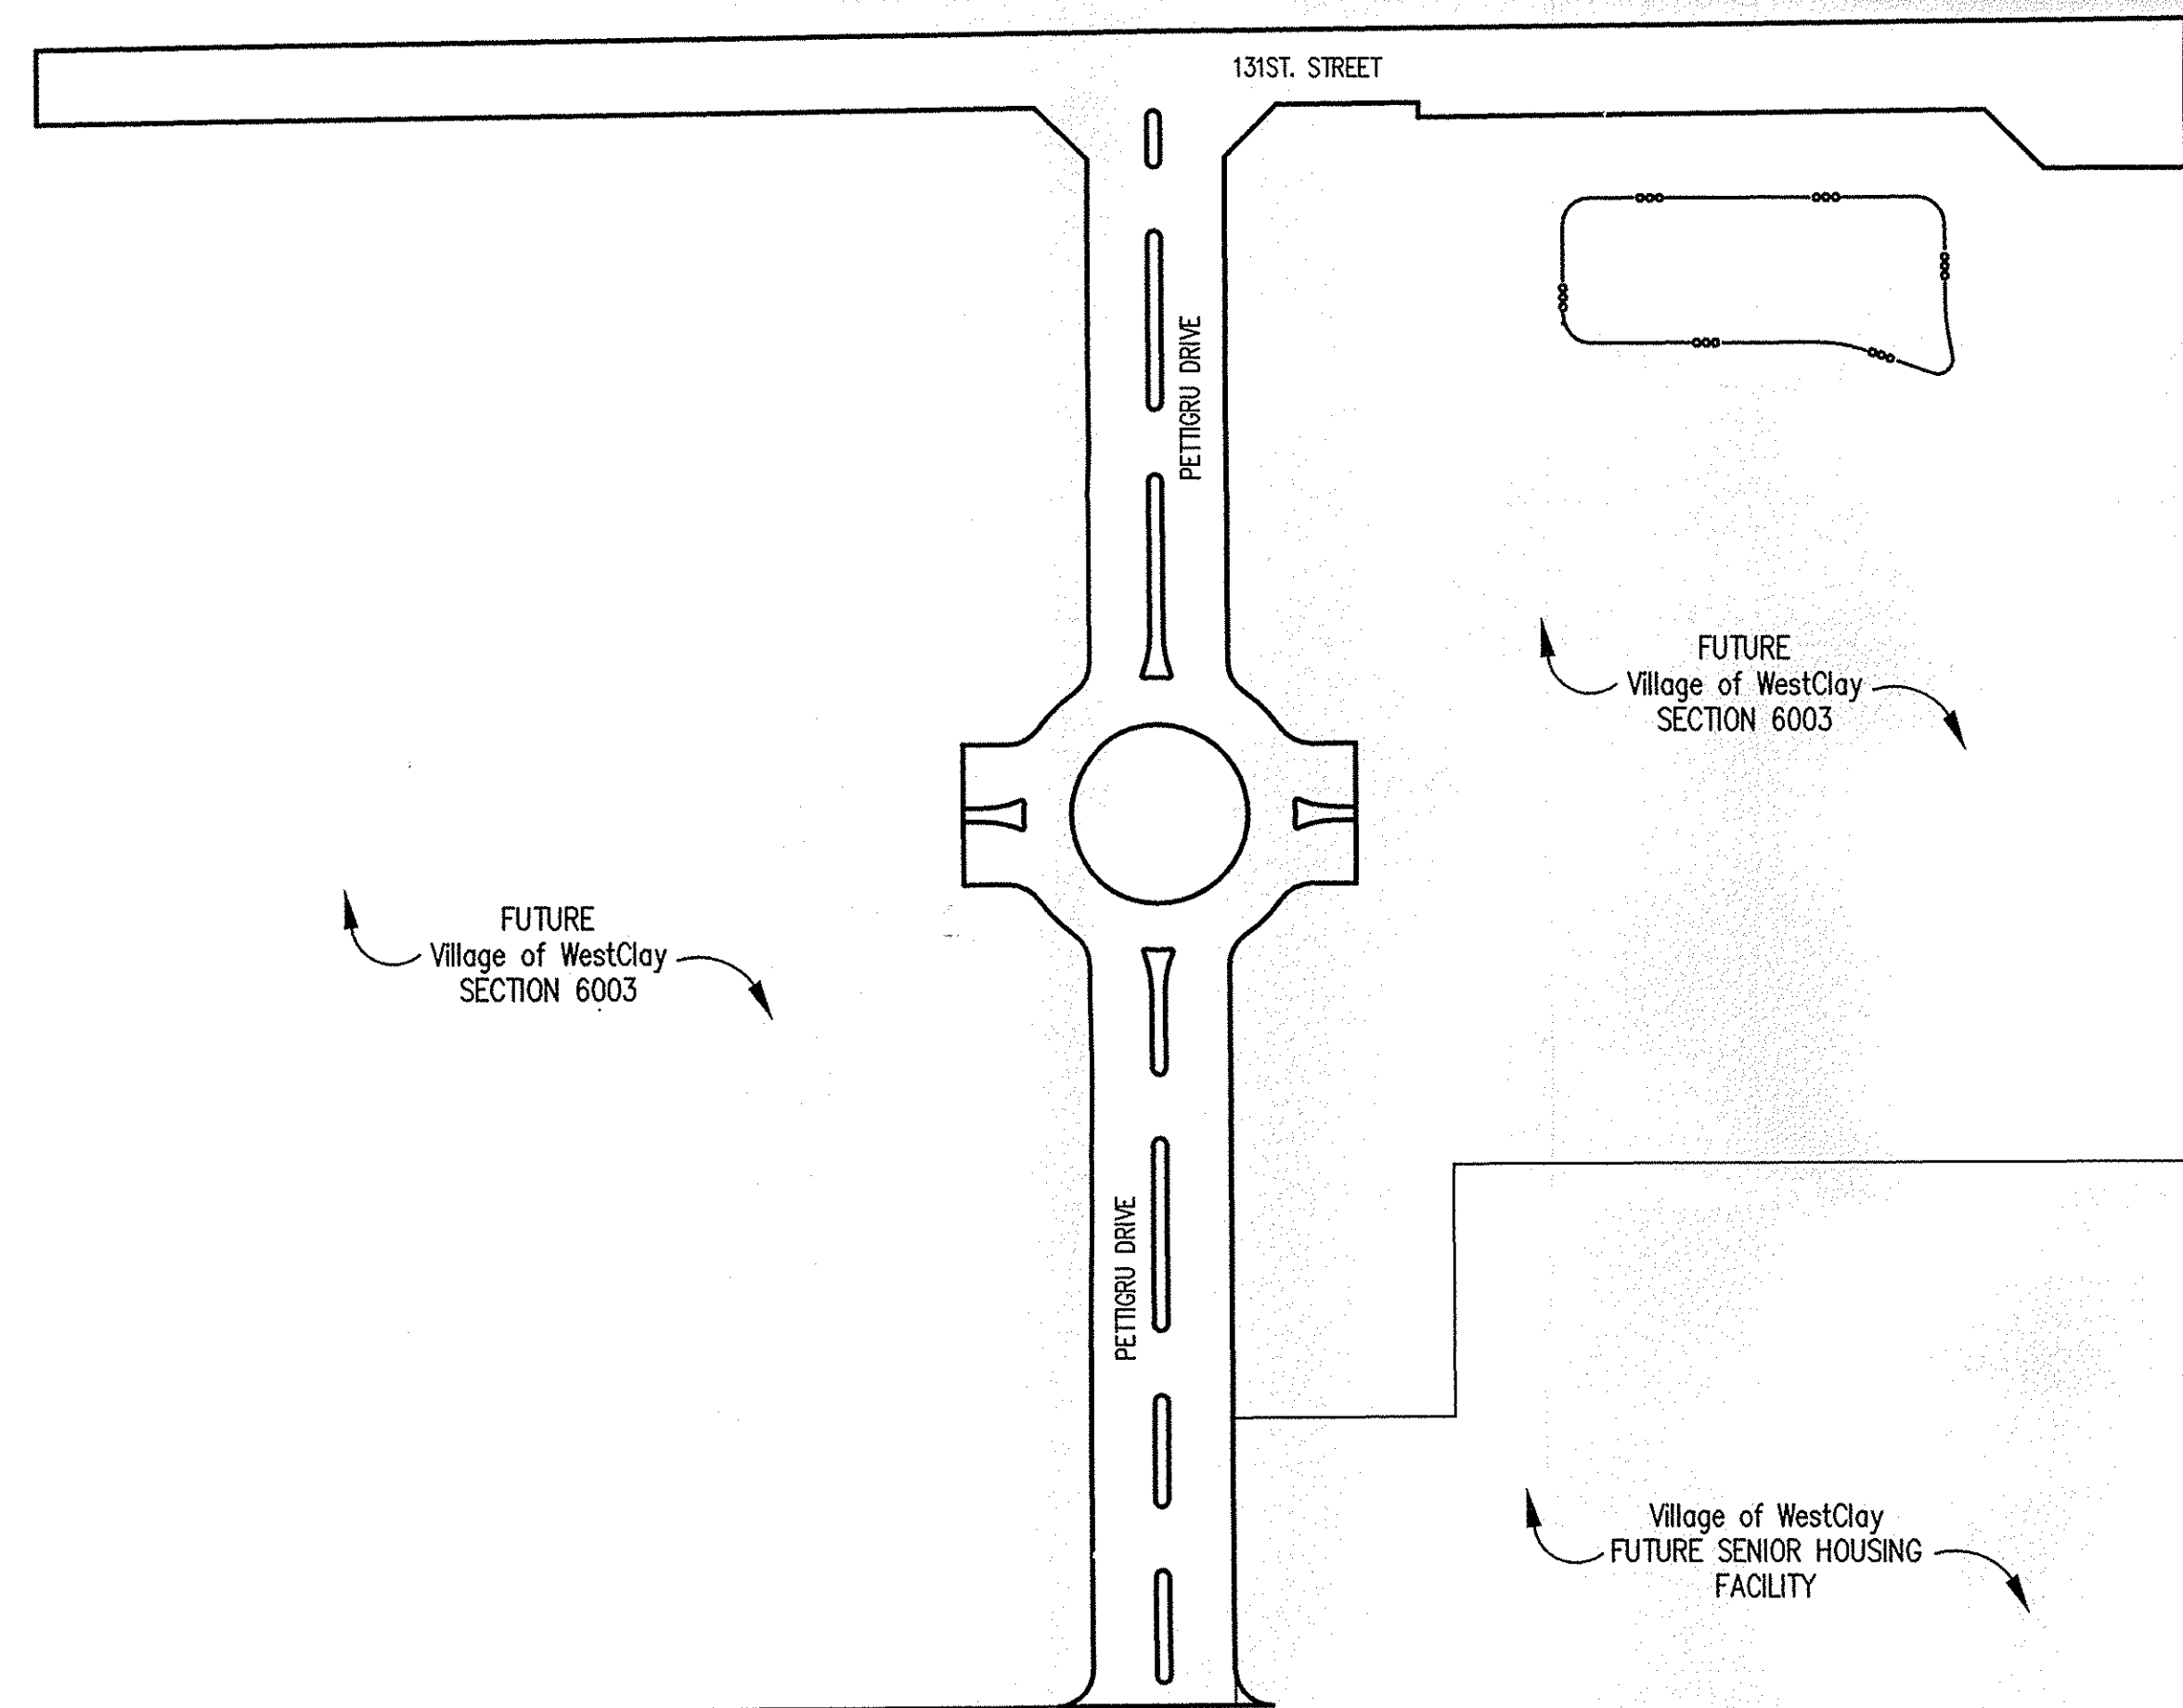 131ST. STREET
PETTIGRU DRIVE
FUTURE
Village of WestClay
SECTION 6003
FUTURE
Village of WestClay
SECTION 6003
PETTIGRU DRIVE
Village of WestClay
FUTURE SENIOR HOUSING
FACILITY